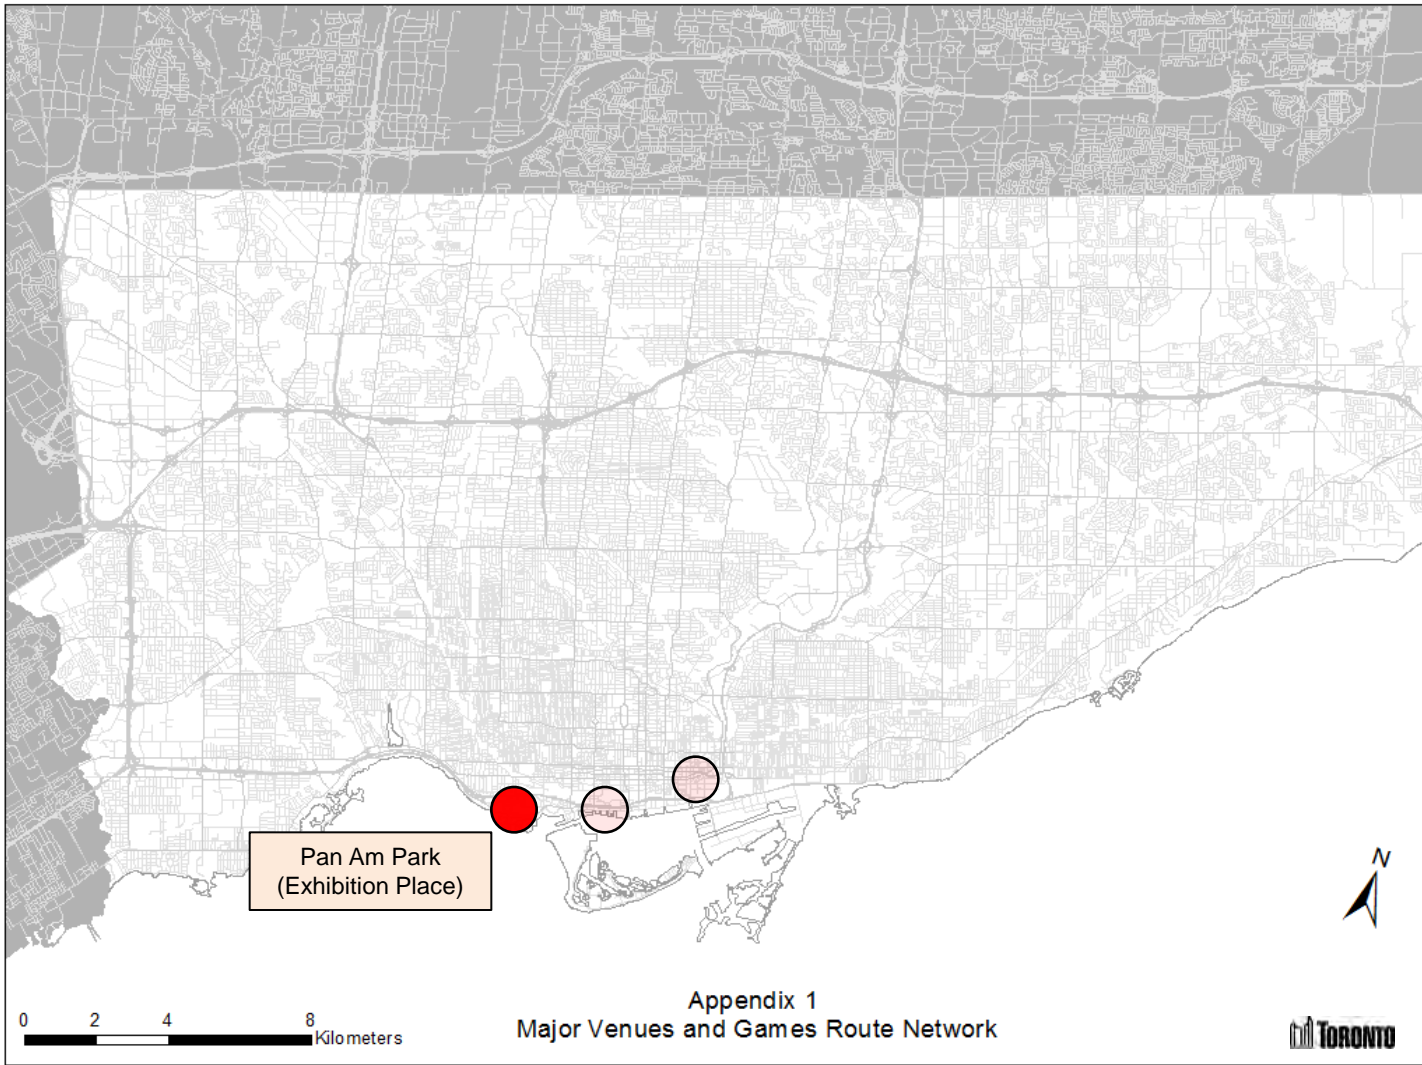 Pan Am Park
(Exhibition Place)
N
0 2 4 8
Kilometers
Appendix 1
Major Venues and Games Route Network
TORONTO